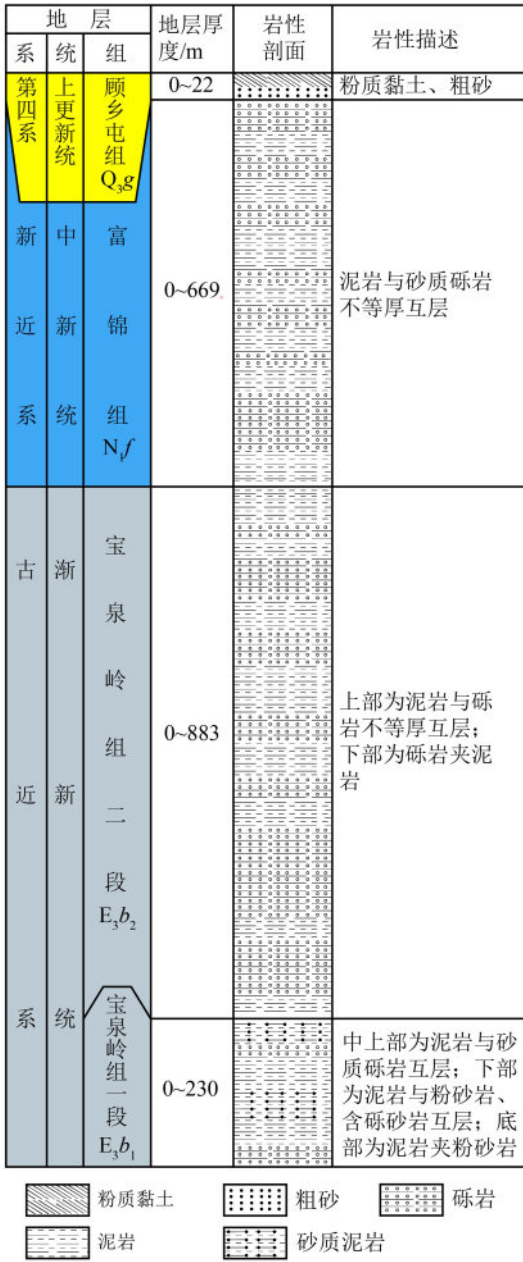 地 层
地层厚
度/m
岩性
剖面
岩性描述
系
统
组
第四系
上更新统
顾乡屯组
Q₃g
0~22
粉质黏土、粗砂
新近系
中新统
富锦组
N₁f
0~669
泥岩与砂质砾岩
不等厚互层
古近系
渐新统
宝泉岭组二段
E₃b₂
0~883
上部为泥岩与砾
岩不等厚互层；
下部为砾岩夹泥
岩
宝泉岭组一段
E₃b₁
0~230
中上部为泥岩与砂
质砾岩互层；下部
为泥岩与粉砂岩、
含砾砂岩互层；底
部为泥岩夹粉砂岩
粉质黏土
粗砂
砾岩
泥岩
砂质泥岩